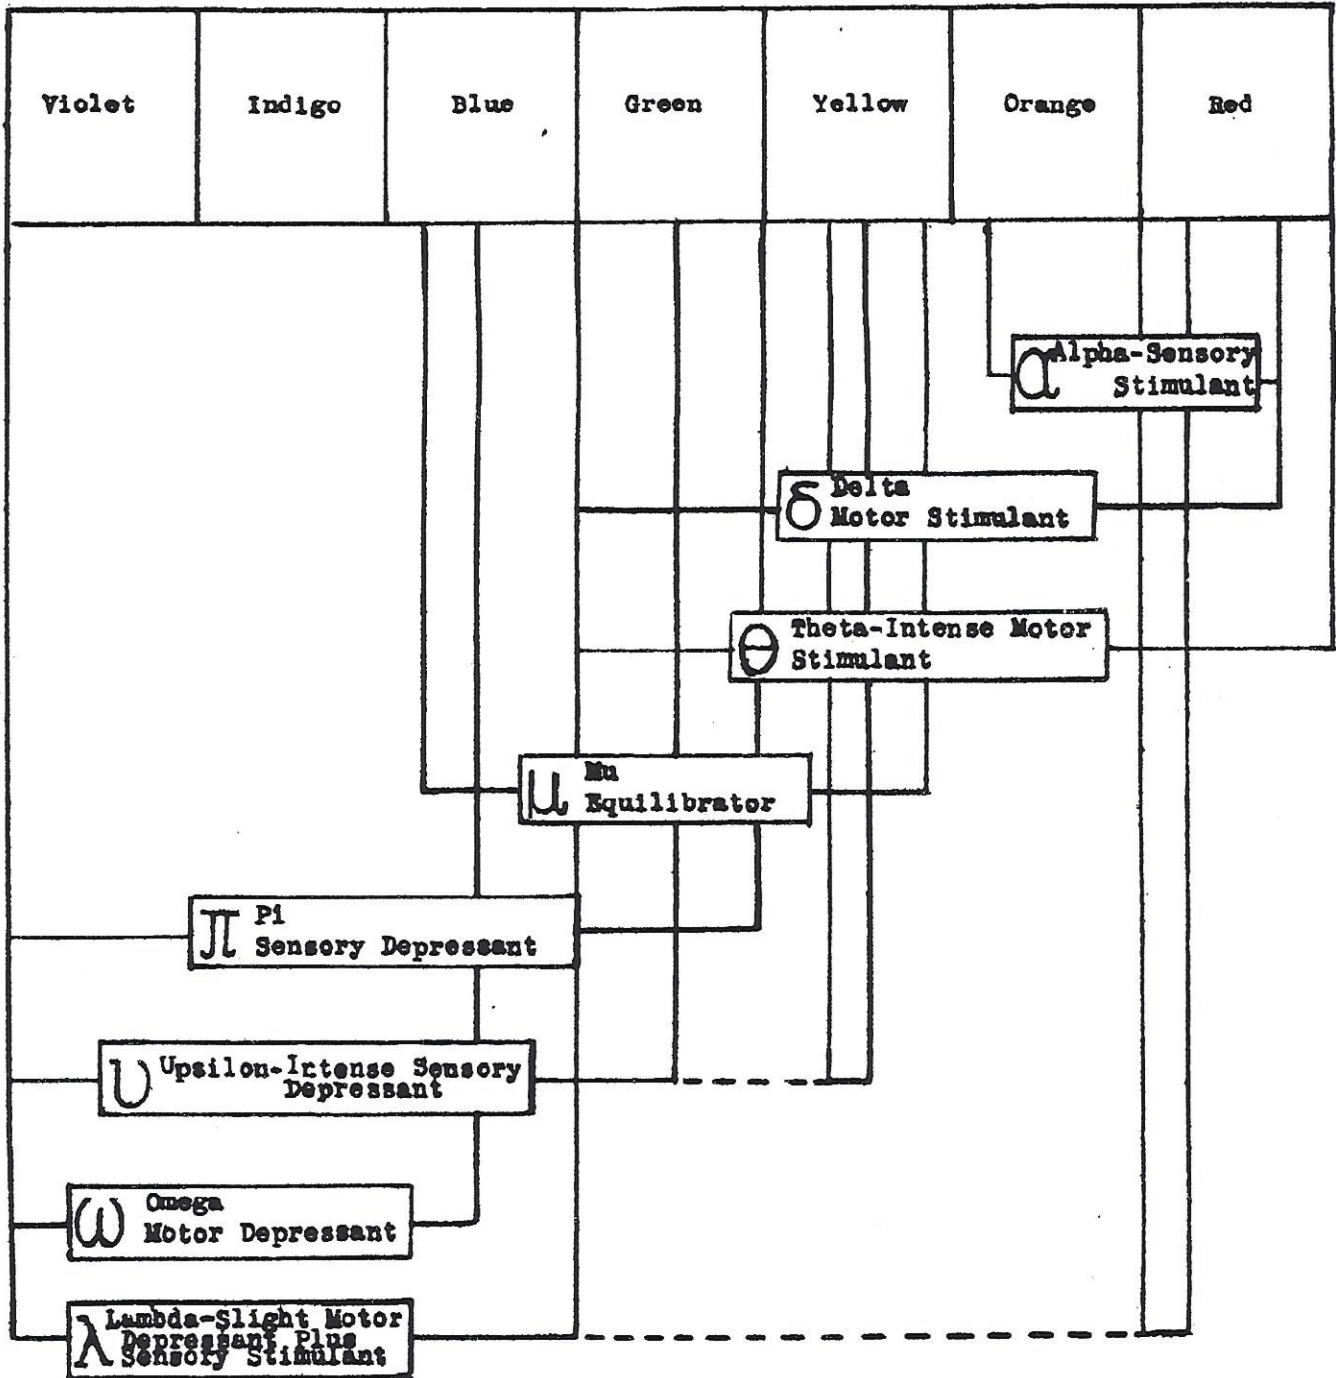 Violet Indigo Blue Green Yellow Orange Red
α Alpha-Sensory
Stimulant
δ Delta
Motor Stimulant
θ Theta-Intense Motor
Stimulant
μ Mu
Equilibrator
π Pi
Sensory Depressant
υ Upsilon-Intense Sensory
Depressant
ω Omega
Motor Depressant
λ Lambda-Slight Motor
Depressant Plus
Sensory Stimulant